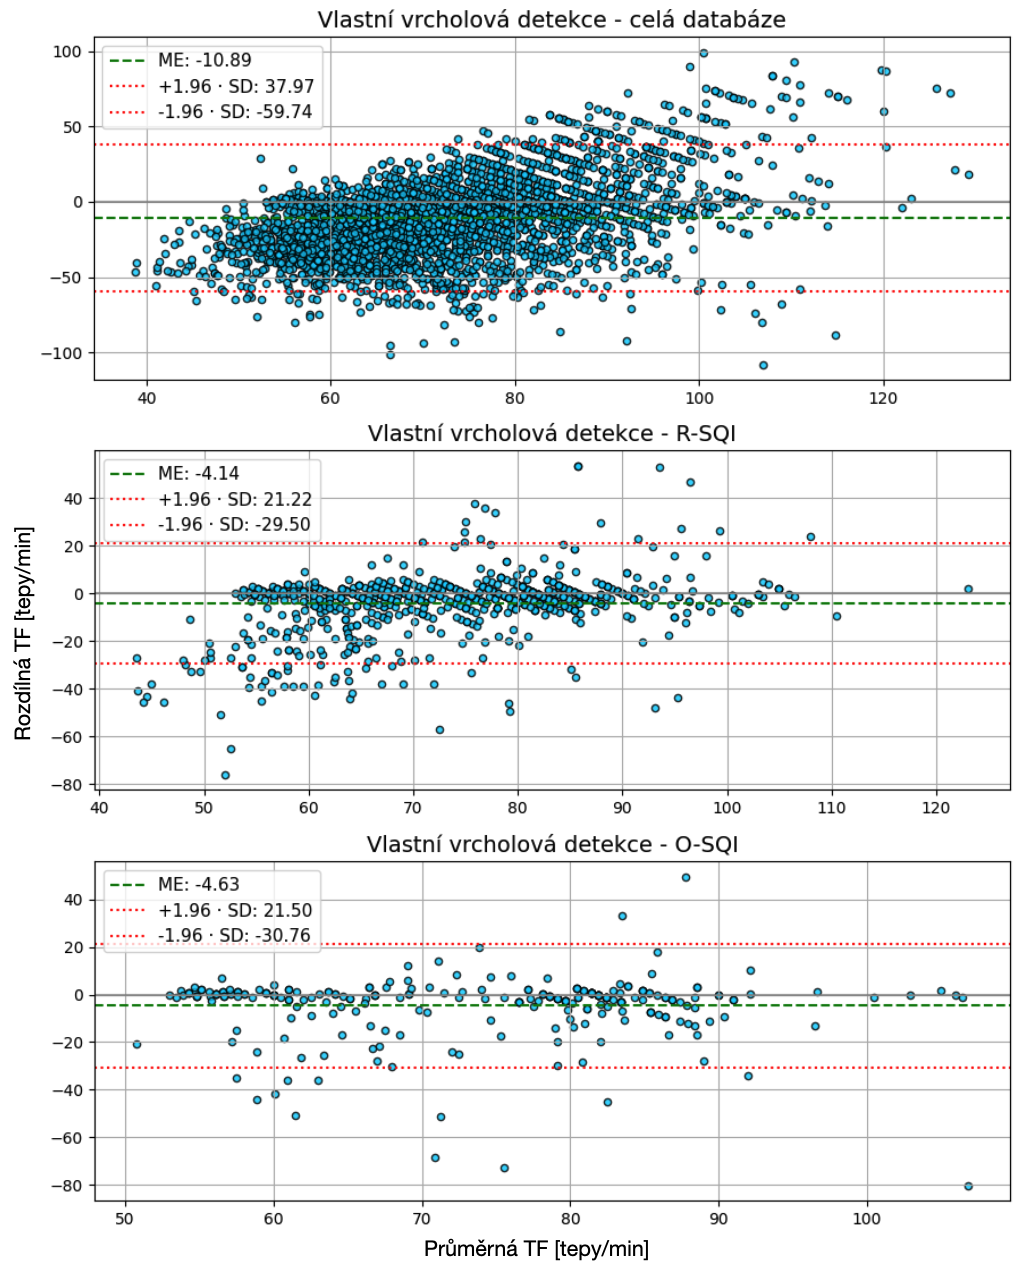 Vlastní vrcholová detekce - celá databáze
ME: -10.89
+1.96 · SD: 37.97
-1.96 · SD: -59.74
100
50
0
−50
−100
40 60 80 100 120
Vlastní vrcholová detekce - R-SQI
ME: -4.14
+1.96 · SD: 21.22
-1.96 · SD: -29.50
40
20
0
−20
−40
−60
−80
40 50 60 70 80 90 100 110 120
Rozdílná TF [tepy/min]
Vlastní vrcholová detekce - O-SQI
ME: -4.63
+1.96 · SD: 21.50
-1.96 · SD: -30.76
40
20
0
−20
−40
−60
−80
50 60 70 80 90 100
Průměrná TF [tepy/min]